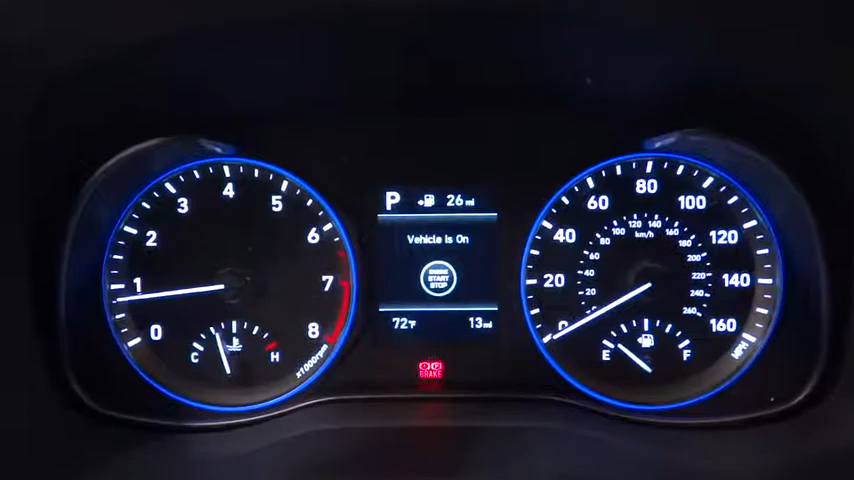 P 26 mi
Vehicle Is On
ENGINE
START
STOP
72°F 13 mi
BRAKE
0 1 2 3 4 5 6 7 8
x1000rpm
C H
0 20 40 60 80 100 120 140 160
MPH
km/h
20 40 60 80 100 120 140 160 180 200 220 240 260
E F